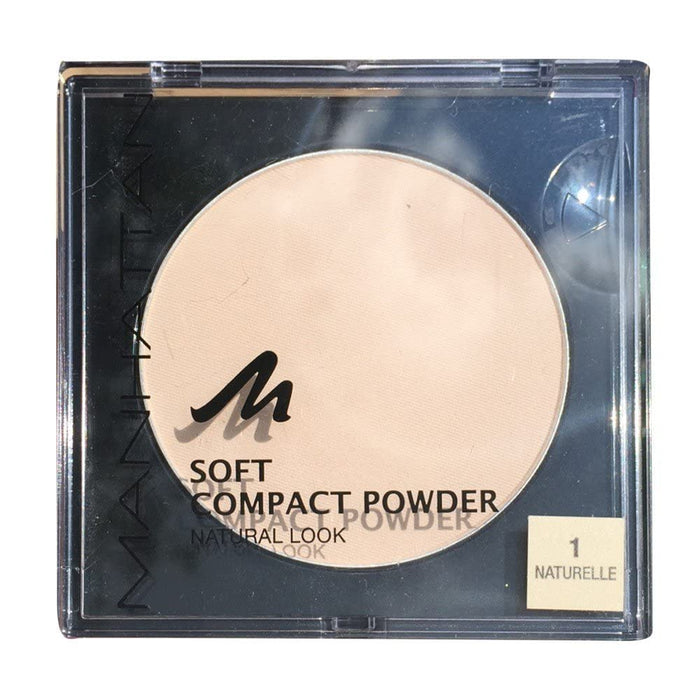 MANHATTAN
M
SOFT
COMPACT POWDER
NATURAL LOOK
1
NATURELLE